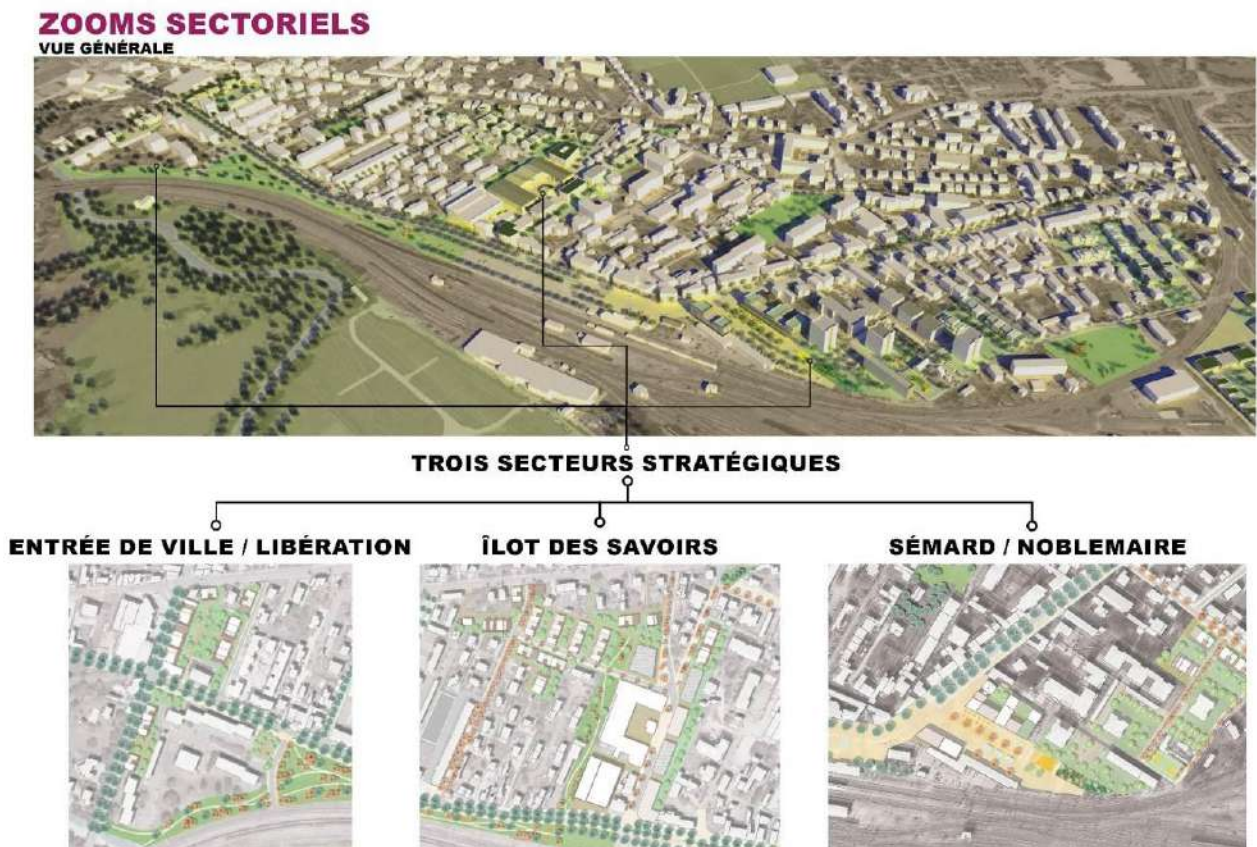 ZOOMS SECTORIELS
VUE GÉNÉRALE
TROIS SECTEURS STRATÉGIQUES
ENTRÉE DE VILLE / LIBÉRATION
ÎLOT DES SAVOIRS
SÉMARD / NOBLEMAIRE